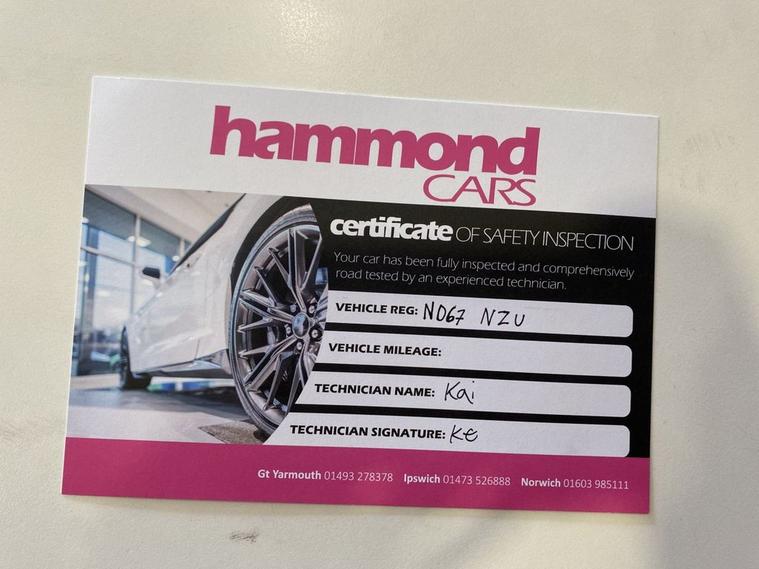 hammond
CARS
certificate OF SAFETY INSPECTION
Your car has been fully inspected and comprehensively
road tested by an experienced technician.
VEHICLE REG: ND67 NZU
VEHICLE MILEAGE:
TECHNICIAN NAME: Kai
TECHNICIAN SIGNATURE: Ke
Gt Yarmouth 01493 278378 Ipswich 01473 526888 Norwich 01603 985111